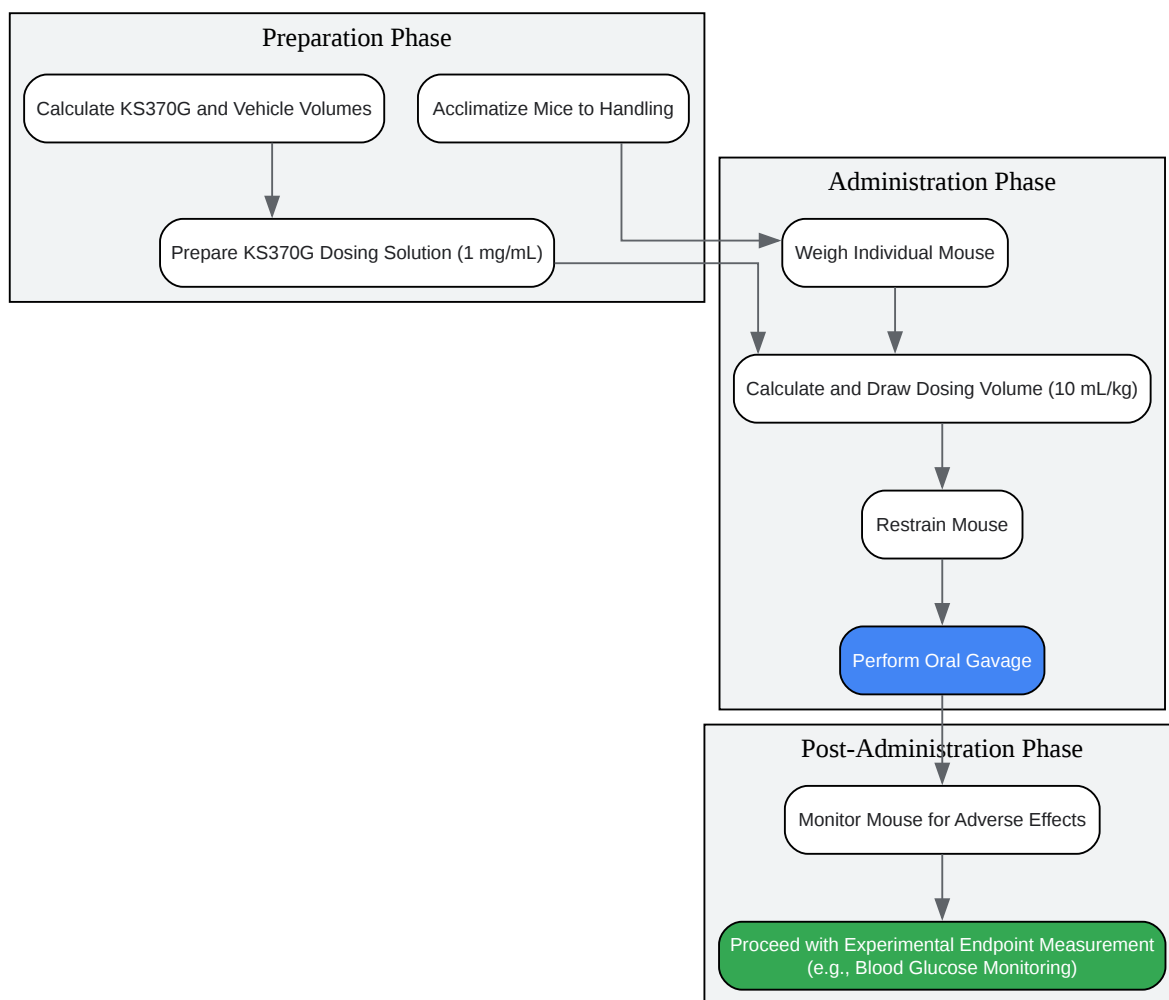 Preparation Phase
Calculate KS370G and Vehicle Volumes
Acclimatize Mice to Handling
Prepare KS370G Dosing Solution (1 mg/mL)
Administration Phase
Weigh Individual Mouse
Calculate and Draw Dosing Volume (10 mL/kg)
Restrain Mouse
Perform Oral Gavage
Post-Administration Phase
Monitor Mouse for Adverse Effects
Proceed with Experimental Endpoint Measurement
(e.g., Blood Glucose Monitoring)